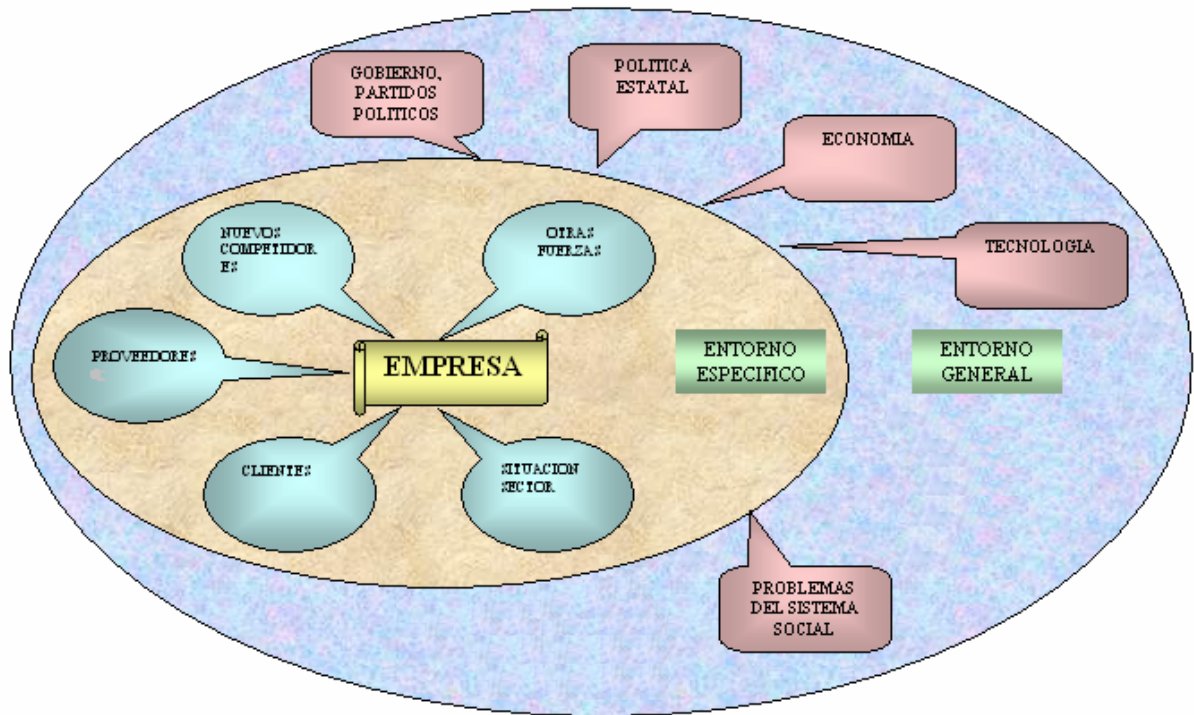 GOBIERNO,
PARTIDOS
POLITICOS
POLITICA
ESTATAL
ECONOMIA
TECNOLOGIA
NUEVOS
COMPETIDOR
ES
OTRAS
FUERZAS
PROVEEDORES
EMPRESA
ENTORNO
ESPECIFICO
ENTORNO
GENERAL
CLIENTES
SITUACION
SECTOR
PROBLEMAS
DEL SISTEMA
SOCIAL